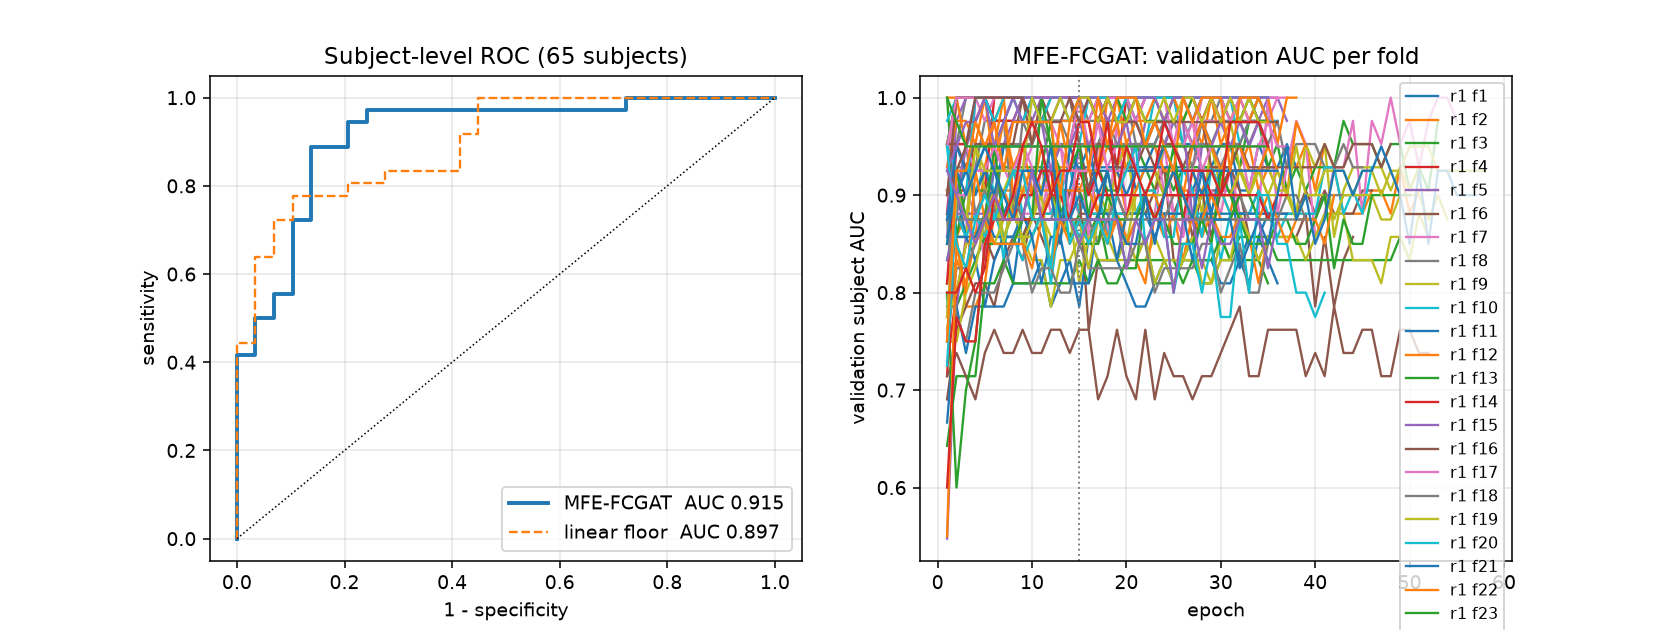 Subject-level ROC (65 subjects)
1.0
0.8
0.6
0.4
0.2
0.0
sensitivity
0.0 0.2 0.4 0.6 0.8 1.0
1 - specificity
MFE-FCGAT AUC 0.915
linear floor AUC 0.897
MFE-FCGAT: validation AUC per fold
1.0
0.9
0.8
0.7
0.6
validation subject AUC
0 10 20 30 40 50 60
epoch
r1 f1
r1 f2
r1 f3
r1 f4
r1 f5
r1 f6
r1 f7
r1 f8
r1 f9
r1 f10
r1 f11
r1 f12
r1 f13
r1 f14
r1 f15
r1 f16
r1 f17
r1 f18
r1 f19
r1 f20
r1 f21
r1 f22
r1 f23